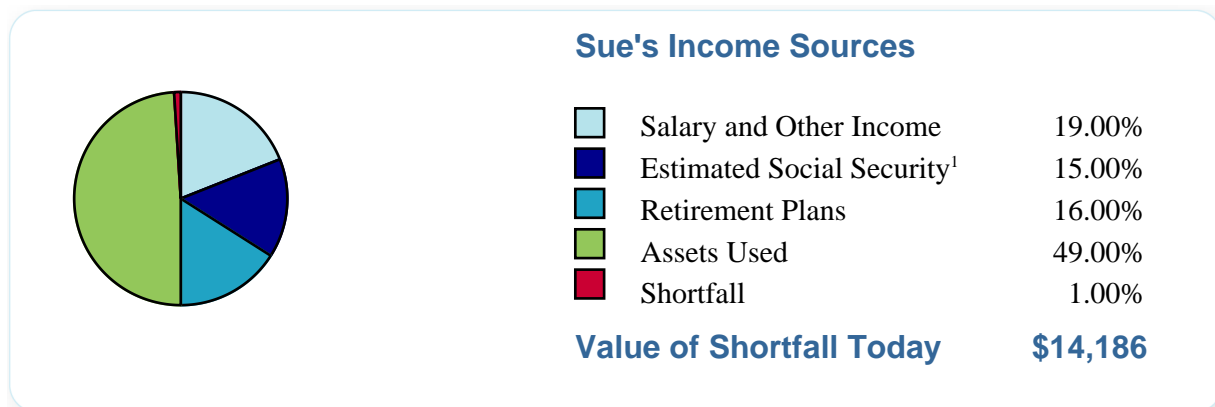 Sue's Income Sources
Salary and Other Income 19.00%
Estimated Social Security¹ 15.00%
Retirement Plans 16.00%
Assets Used 49.00%
Shortfall 1.00%
Value of Shortfall Today $14,186